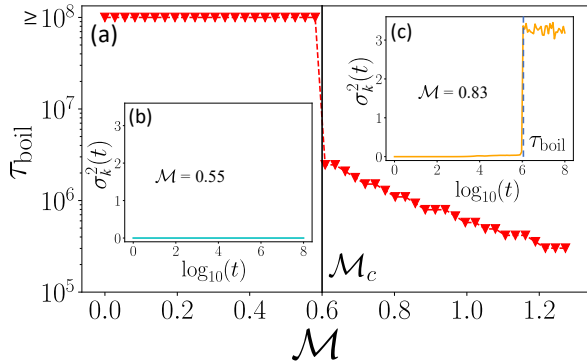 (a)
≥ 10⁸
10⁷
10⁶
10⁵
τ_boil
0.0 0.2 0.4 0.6 0.8 1.0 1.2
ℳ
ℳ_c
(b)
ℳ = 0.55
σ²_k(t)
3
2
1
0
0 2 4 6 8
log₁₀(t)
(c)
ℳ = 0.83
σ²_k(t)
3
2
1
0
0 2 4 6 8
log₁₀(t)
τ_boil